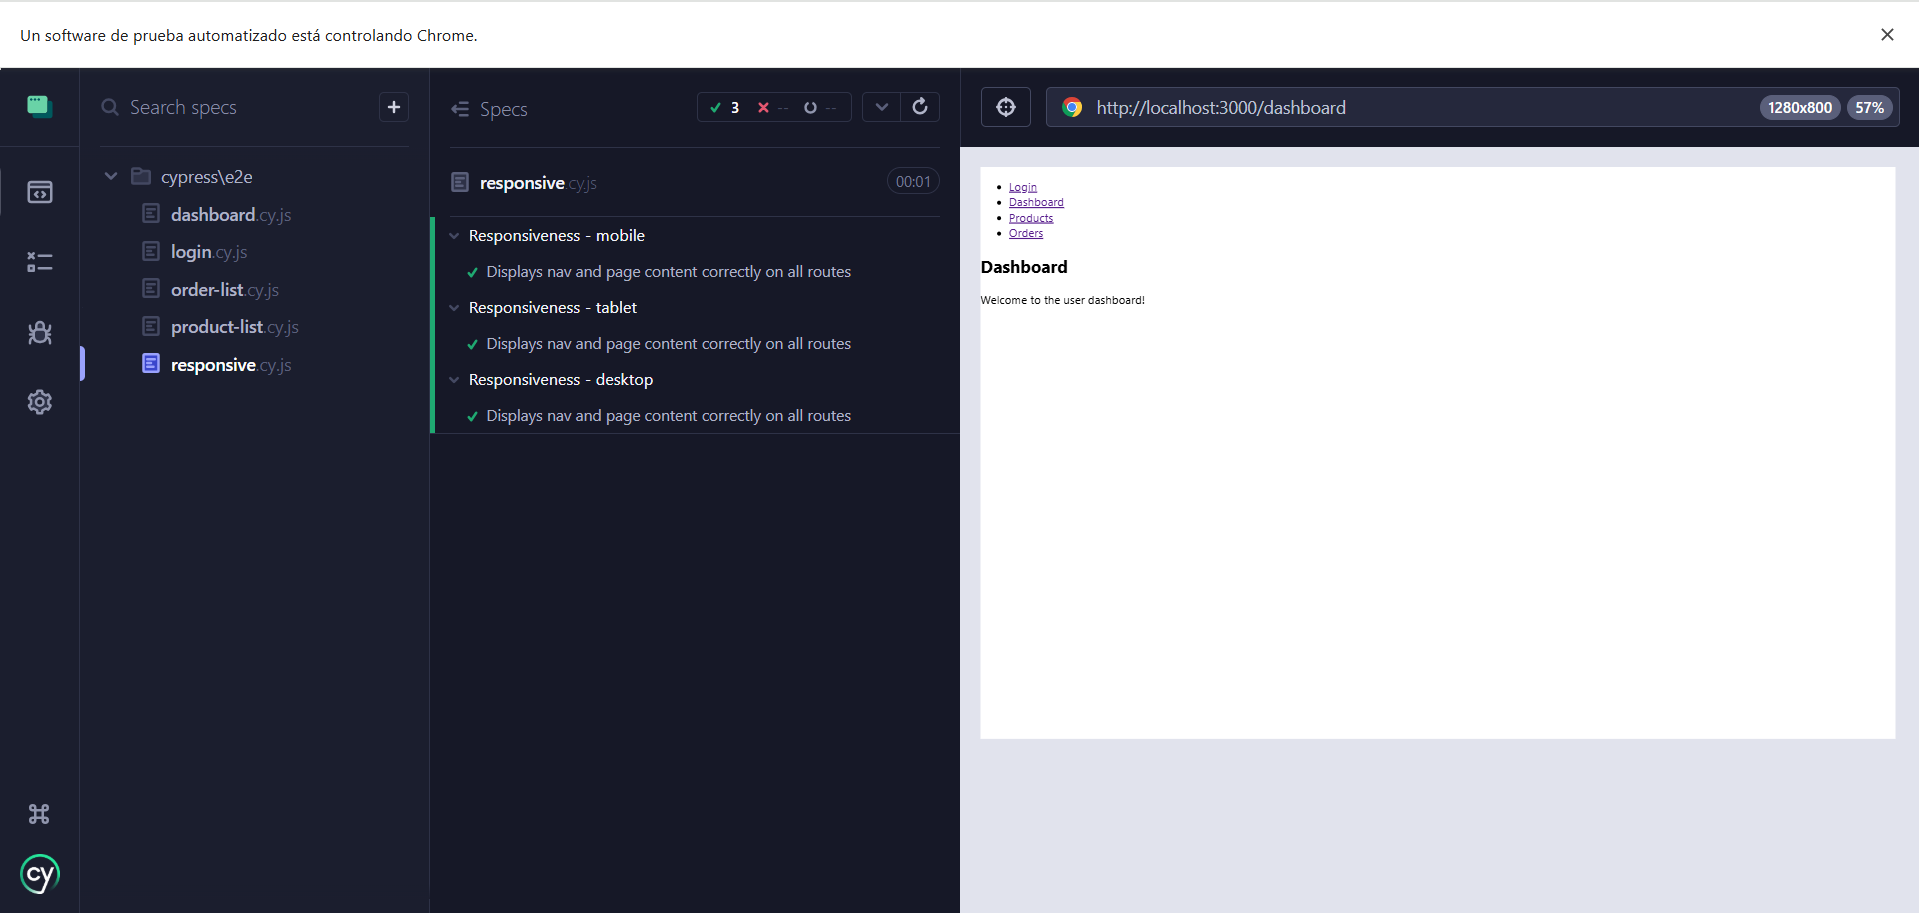 Un software de prueba automatizado está controlando Chrome.
Search specs
cypress\e2e
dashboard.cy.js
login.cy.js
order-list.cy.js
product-list.cy.js
responsive.cy.js
cy
Specs
3 -- --
responsive.cy.js 00:01
Responsiveness - mobile
Displays nav and page content correctly on all routes
Responsiveness - tablet
Displays nav and page content correctly on all routes
Responsiveness - desktop
Displays nav and page content correctly on all routes
http://localhost:3000/dashboard 1280x800 57%
Login
Dashboard
Products
Orders
Dashboard
Welcome to the user dashboard!